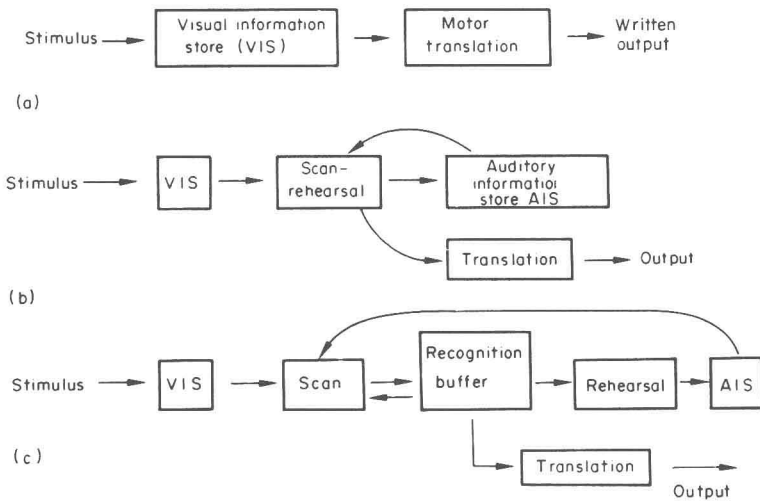 Stimulus
Visual information
store (VIS)
Motor
translation
Written
output
(a)
Stimulus
VIS
Scan-
rehearsal
Auditory
information
store AIS
Translation
Output
(b)
Stimulus
VIS
Scan
Recognition
buffer
Rehearsal
AIS
(c)
Translation
Output